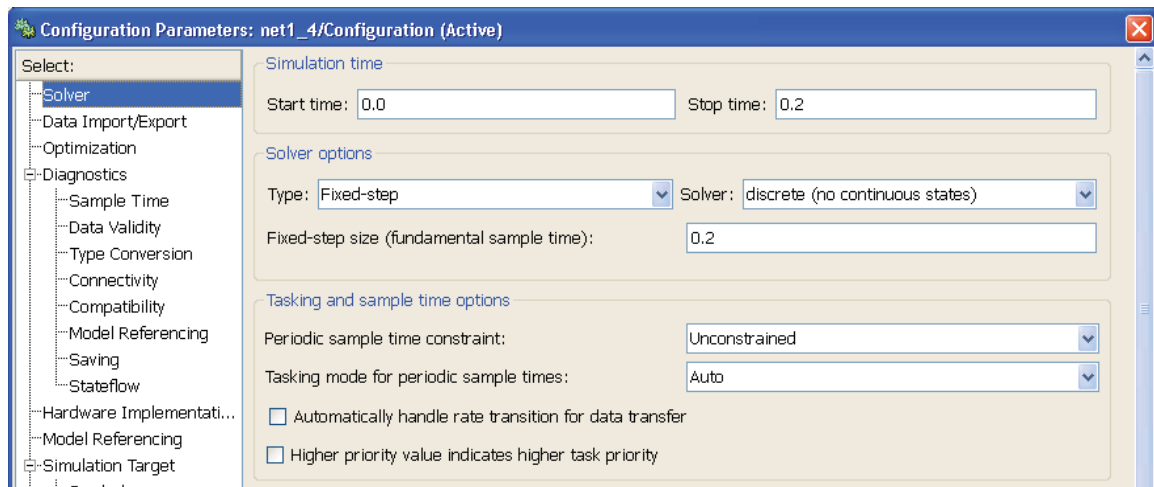 Configuration Parameters: net1_4/Configuration (Active)
Select:
Solver
Data Import/Export
Optimization
Diagnostics
Sample Time
Data Validity
Type Conversion
Connectivity
Compatibility
Model Referencing
Saving
Stateflow
Hardware Implementati...
Model Referencing
Simulation Target
Simulation time
Start time: 0.0 Stop time: 0.2
Solver options
Type: Fixed-step Solver: discrete (no continuous states)
Fixed-step size (fundamental sample time): 0.2
Tasking and sample time options
Periodic sample time constraint: Unconstrained
Tasking mode for periodic sample times: Auto
Automatically handle rate transition for data transfer
Higher priority value indicates higher task priority